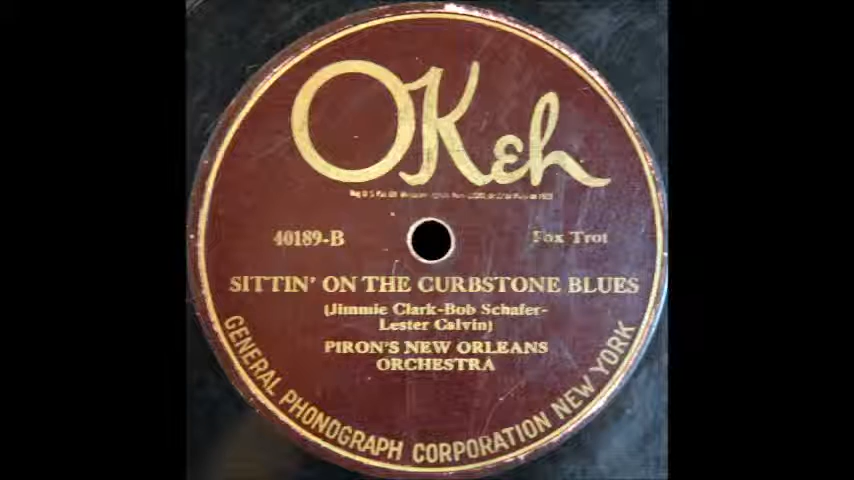 OKeh
40189-B
Fox Trot
SITTIN' ON THE CURBSTONE BLUES
(Jimmie Clark-Bob Schafer-
Lester Calvin)
PIRON'S NEW ORLEANS
ORCHESTRA
GENERAL PHONOGRAPH CORPORATION NEW YORK